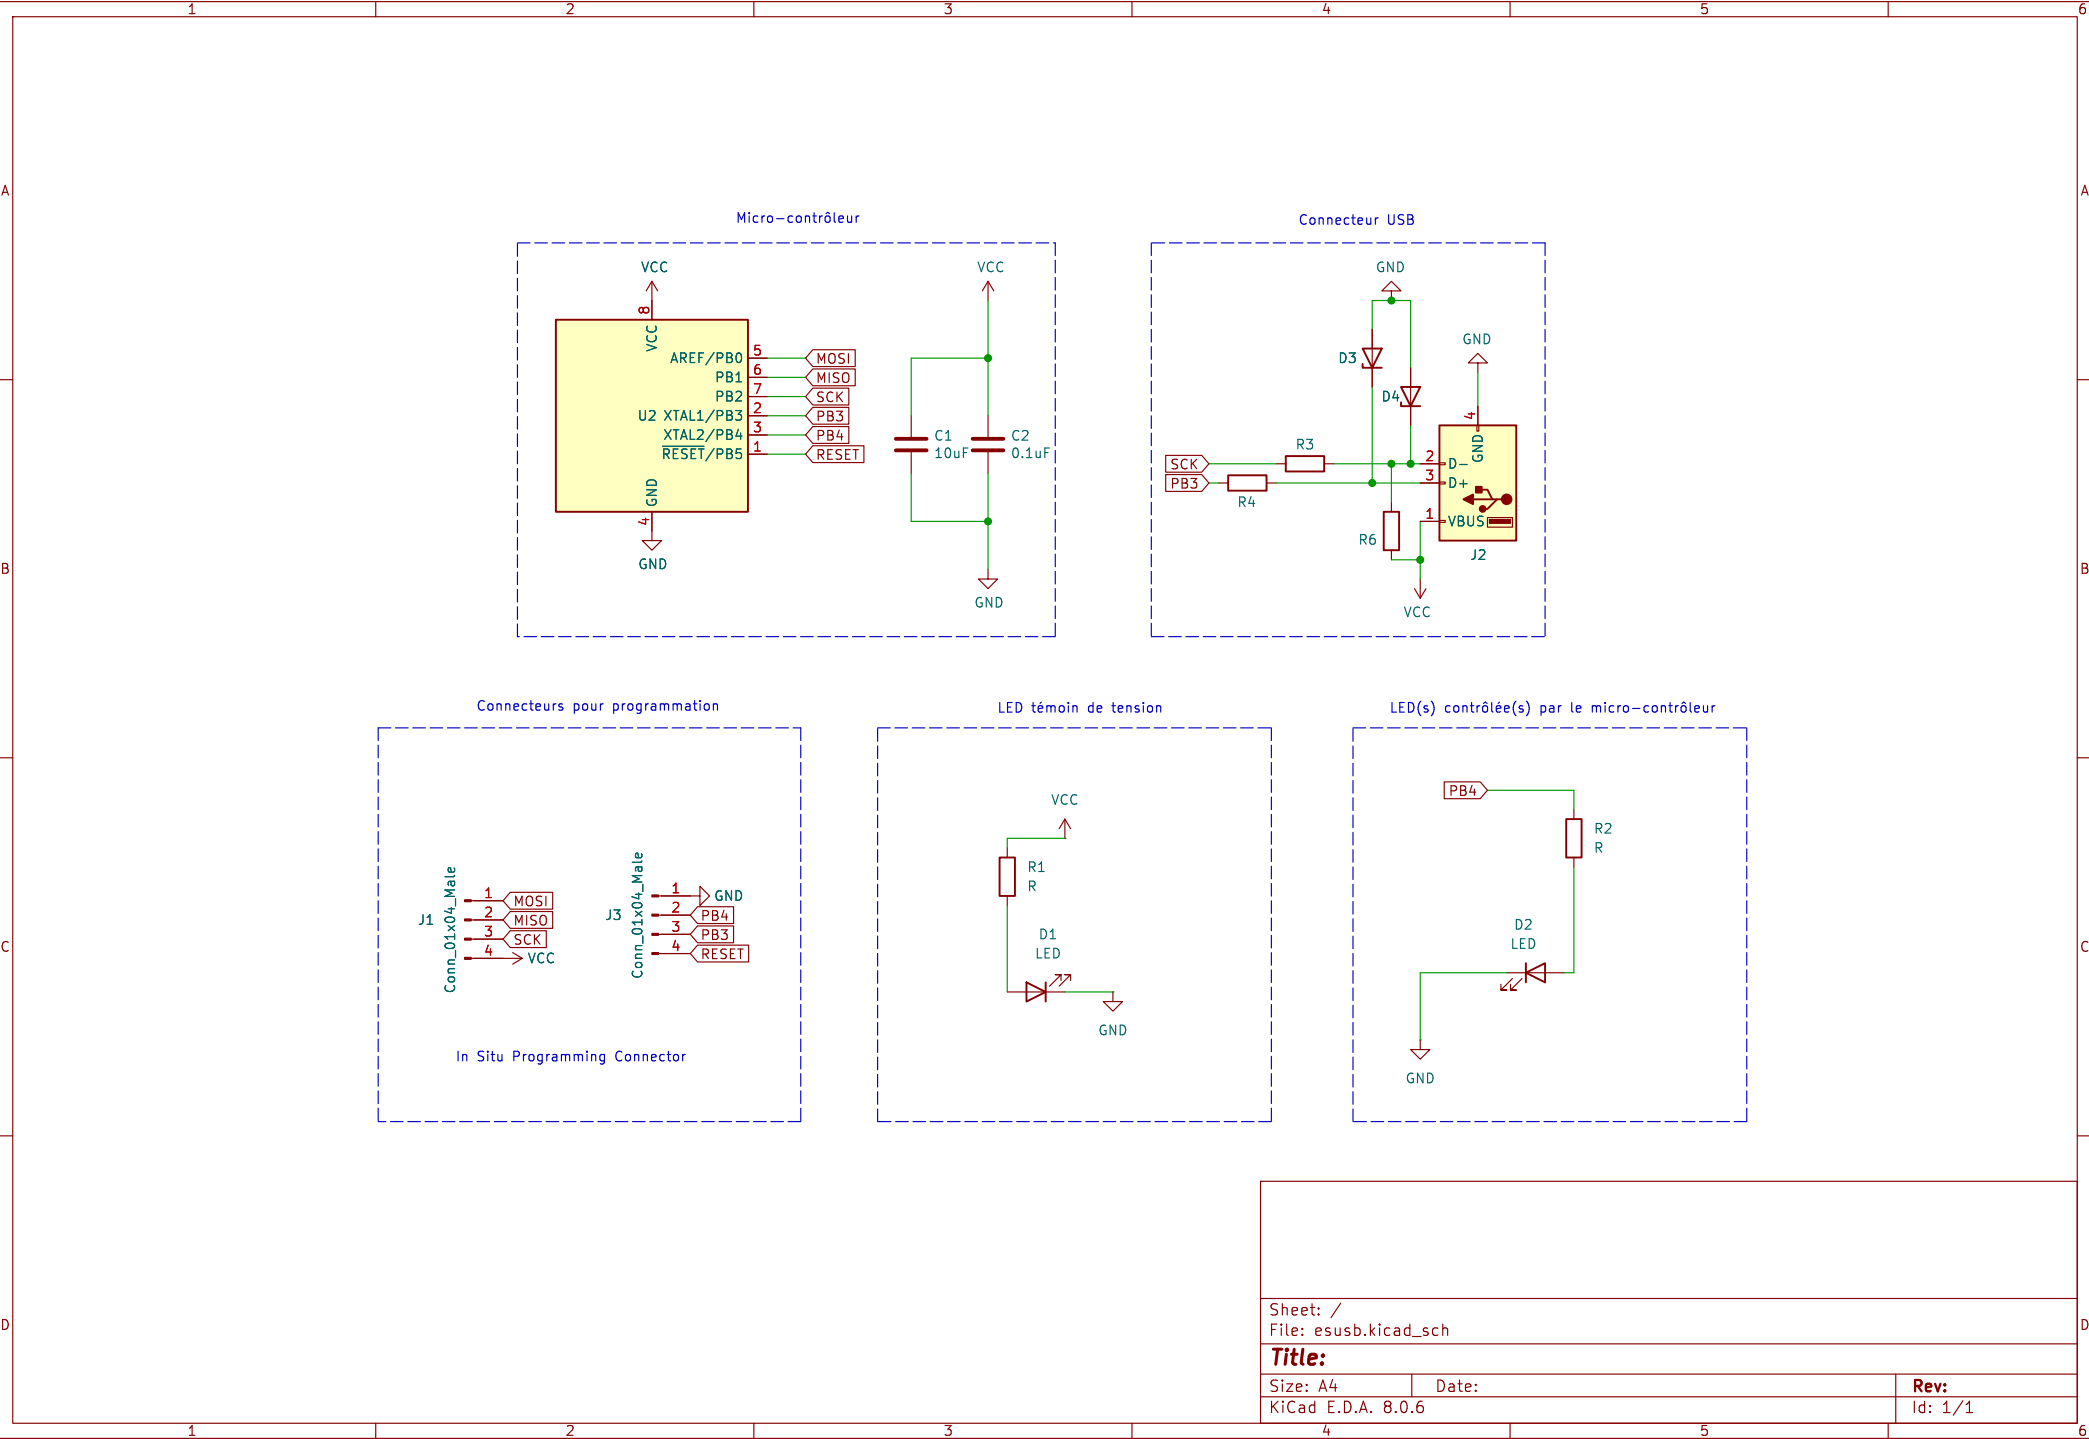 1 2 3 4 5 6
A A
B B
C C
D D
Micro-contrôleur
VCC
8
VCC
AREF/PB0 5 MOSI
PB1 6 MISO
PB2 7 SCK
U2 XTAL1/PB3 2 PB3
XTAL2/PB4 3 PB4
RESET/PB5 1 RESET
GND
4
GND
VCC
C1
10uF
C2
0.1uF
GND
Connecteur USB
GND
D3
D4
GND
4
GND
SCK R3 2 D-
PB3 R4 3 D+
1 VBUS
R6
J2
VCC
Connecteurs pour programmation
J1
Conn_01x04_Male
1 MOSI
2 MISO
3 SCK
4 VCC
J3
Conn_01x04_Male
1 GND
2 PB4
3 PB3
4 RESET
In Situ Programming Connector
LED témoin de tension
VCC
R1
R
D1
LED
GND
LED(s) contrôlée(s) par le micro-contrôleur
PB4
R2
R
D2
LED
GND
Sheet: /
File: esusb.kicad_sch
Title:
Size: A4 Date: Rev:
KiCad E.D.A. 8.0.6 Id: 1/1
1 2 3 4 5 6